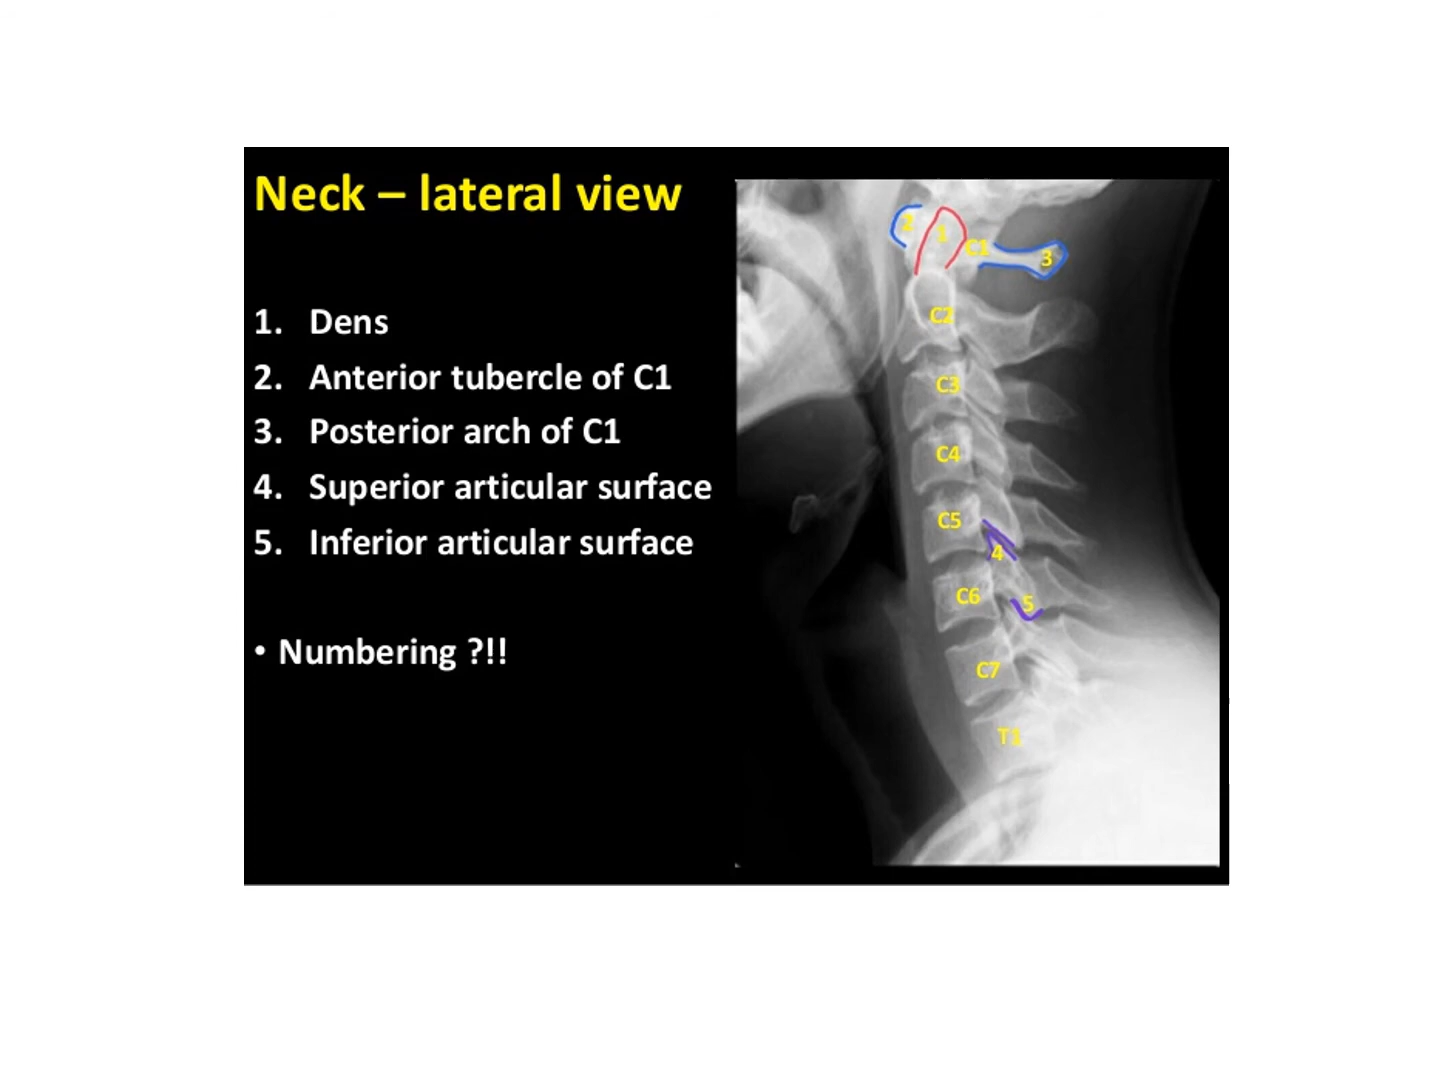 Neck – lateral view
1. Dens
2. Anterior tubercle of C1
3. Posterior arch of C1
4. Superior articular surface
5. Inferior articular surface
• Numbering ?!!
2
1
C1
3
C2
C3
C4
C5
4
C6
5
C7
T1